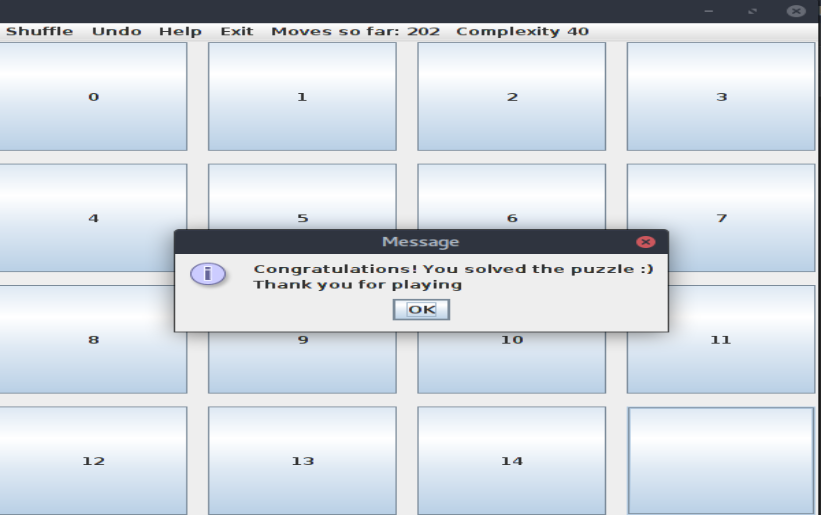 Shuffle Undo Help Exit Moves so far: 202 Complexity 40
0 1 2 3
4 5 6 7
Message
Congratulations! You solved the puzzle :)
Thank you for playing
OK
8 9 10 11
12 13 14